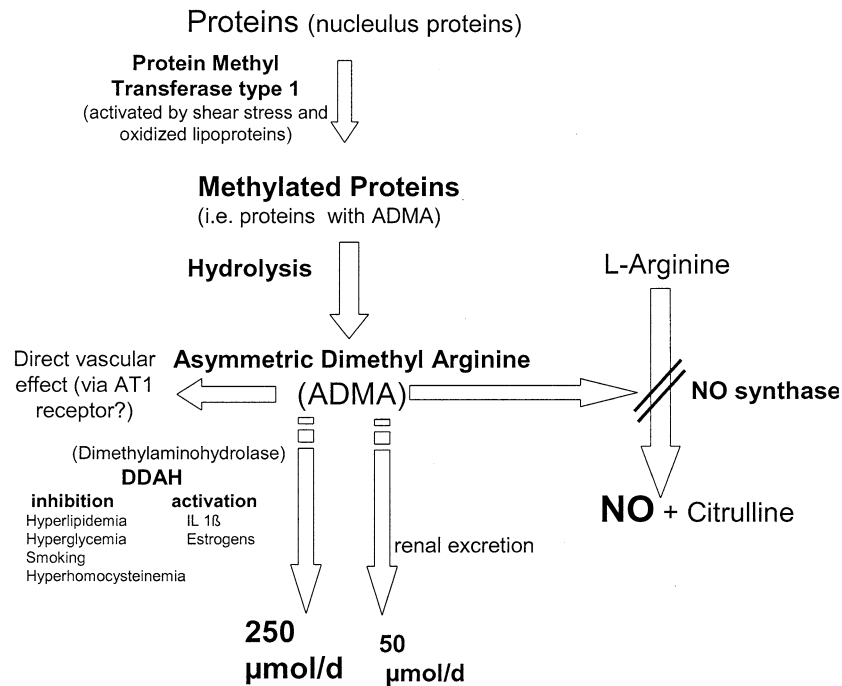 Proteins (nucleulus proteins)
Protein Methyl
Transferase type 1
(activated by shear stress and
oxidized lipoproteins)
Methylated Proteins
(i.e. proteins with ADMA)
Hydrolysis
L-Arginine
Direct vascular
effect (via AT1
receptor?)
Asymmetric Dimethyl Arginine
(ADMA)
NO synthase
(Dimethylaminohydrolase)
DDAH
inhibition activation
Hyperlipidemia IL 1ß
Hyperglycemia Estrogens
Smoking
Hyperhomocysteinemia
renal excretion
NO + Citrulline
250
µmol/d
50
µmol/d